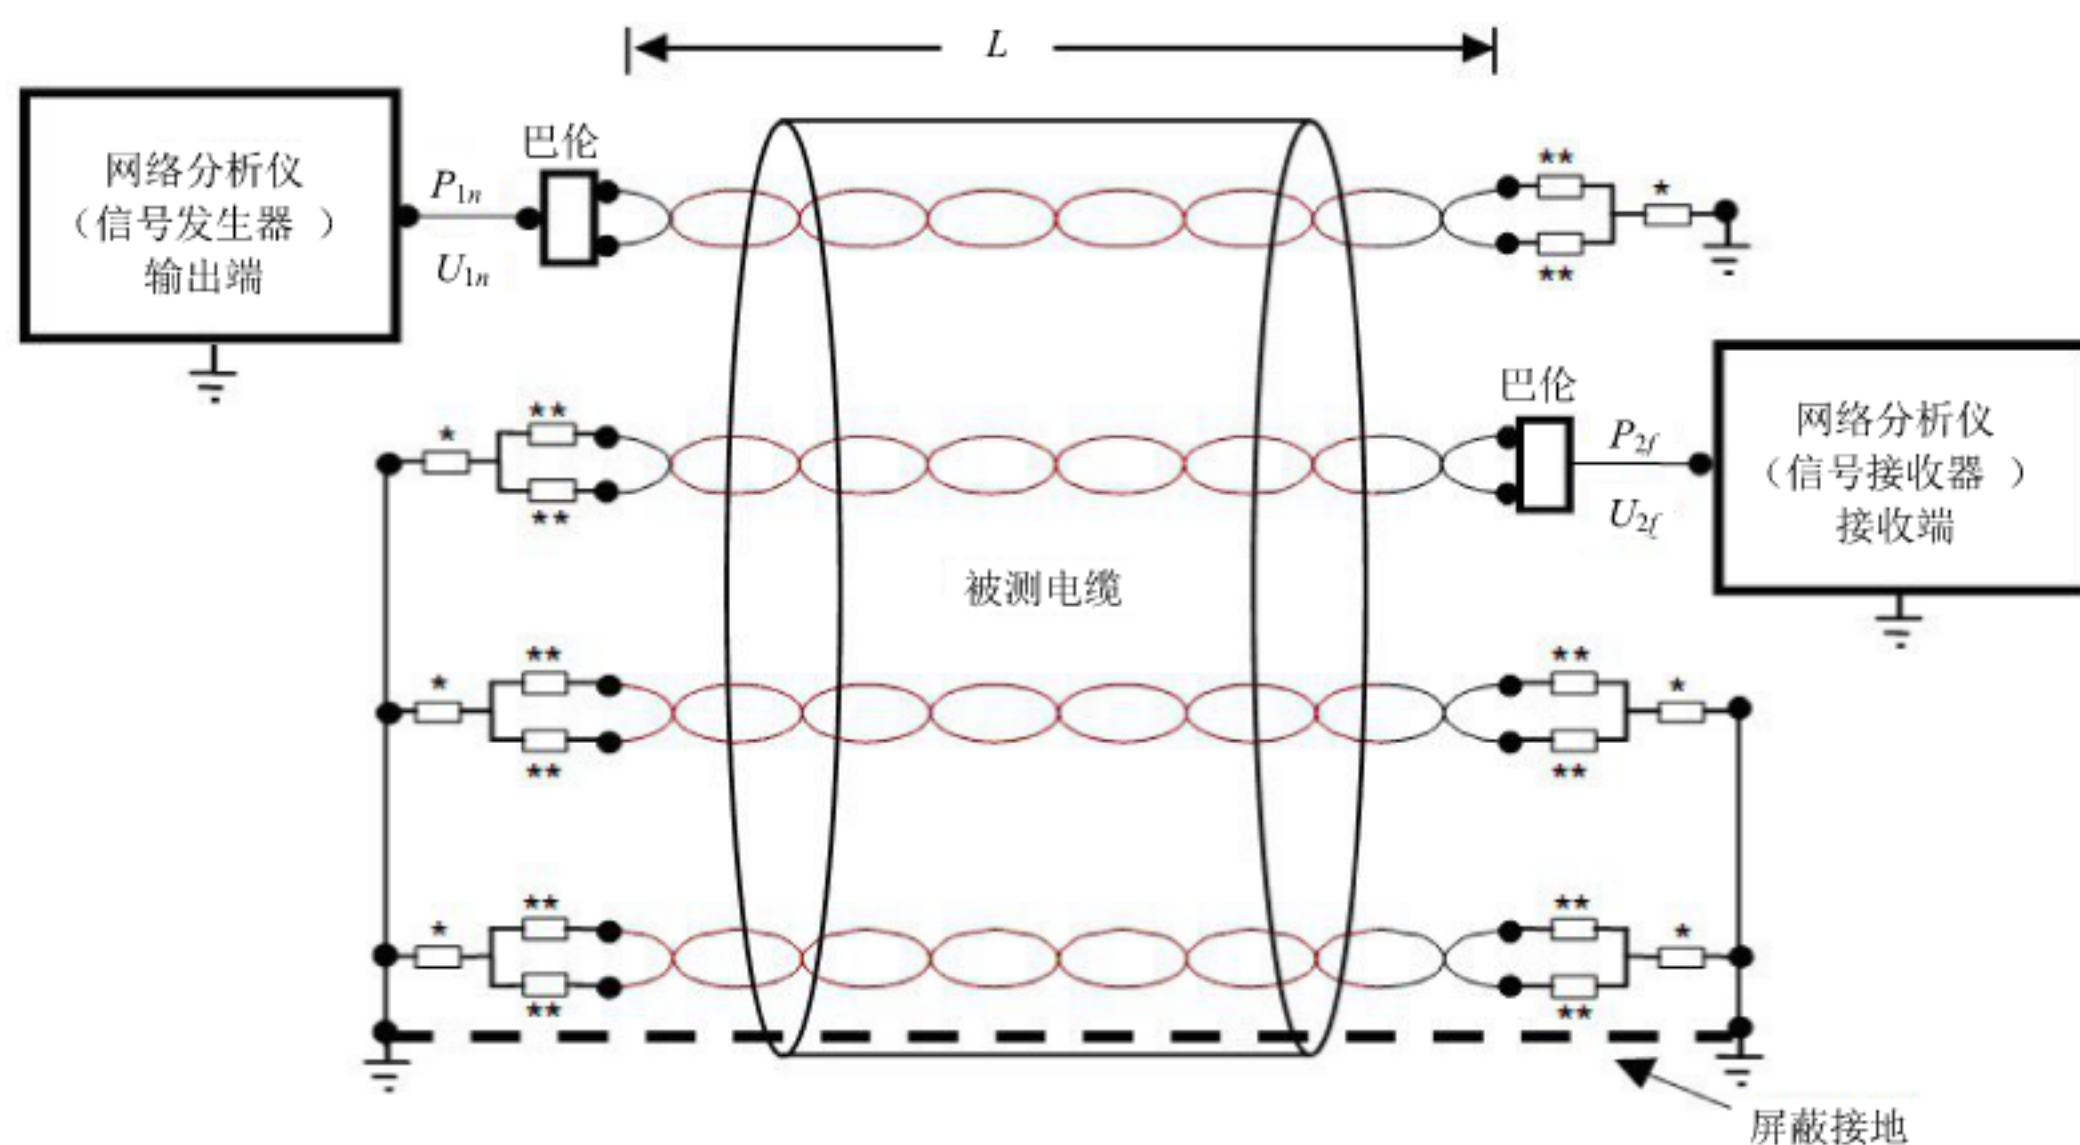 L
网络分析仪
（信号发生器 ）
输出端
P1n
U1n
巴伦
**
*
**
巴伦
P2f
U2f
网络分析仪
（信号接收器 ）
接收端
**
*
**
被测电缆
**
*
**
**
*
**
**
*
**
**
*
**
屏蔽接地